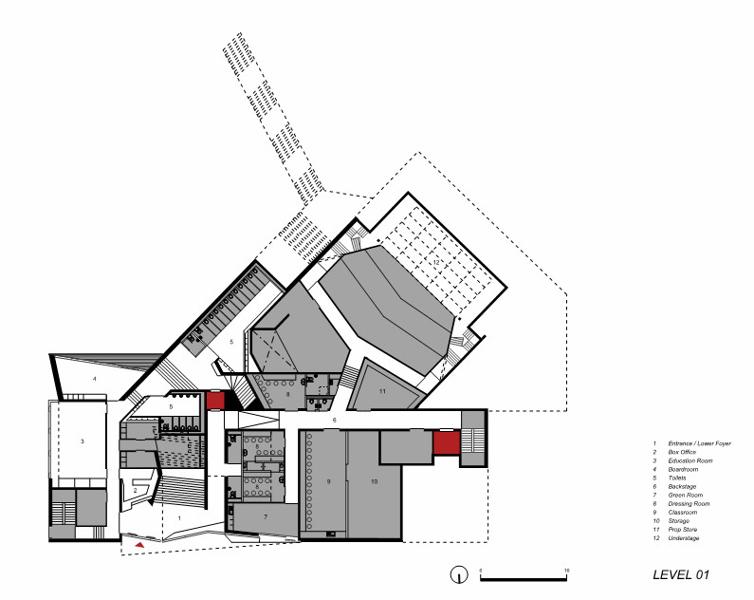 12
5
4
8
11
5
6
3
8
8
9
10
2
7
1
1 Entrance / Lower Foyer
2 Box Office
3 Education Room
4 Boardroom
5 Toilets
6 Backstage
7 Green Room
8 Dressing Room
9 Classroom
10 Storage
11 Prop Store
12 Understage
0 10
LEVEL 01